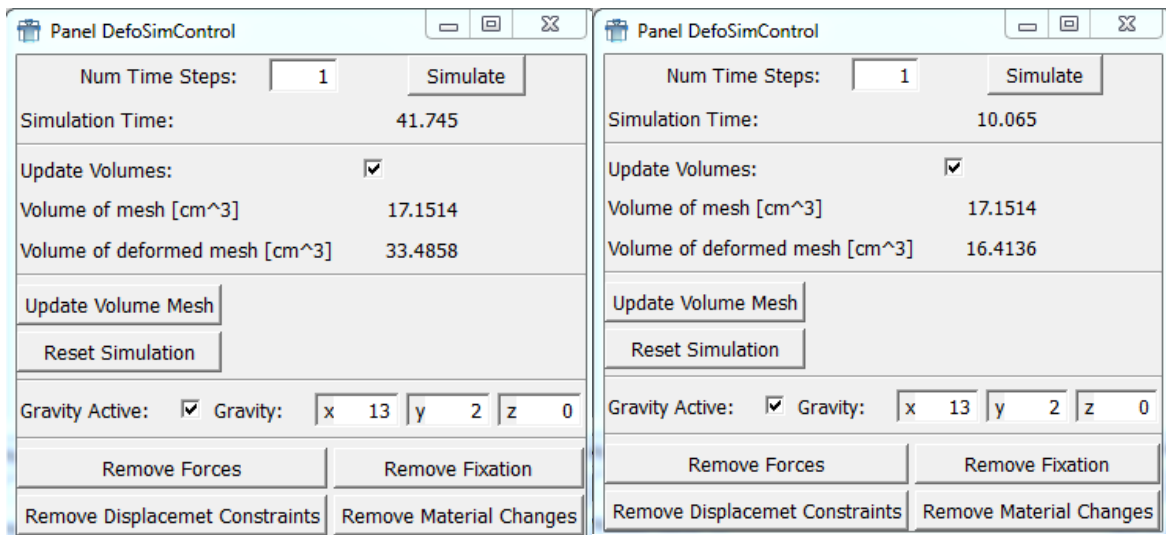 Panel DefoSimControl
Num Time Steps: 1 Simulate
Simulation Time: 41.745
Update Volumes:
Volume of mesh [cm^3] 17.1514
Volume of deformed mesh [cm^3] 33.4858
Update Volume Mesh
Reset Simulation
Gravity Active: Gravity: x 13 y 2 z 0
Remove Forces Remove Fixation
Remove Displacemet Constraints Remove Material Changes
Panel DefoSimControl
Num Time Steps: 1 Simulate
Simulation Time: 10.065
Update Volumes:
Volume of mesh [cm^3] 17.1514
Volume of deformed mesh [cm^3] 16.4136
Update Volume Mesh
Reset Simulation
Gravity Active: Gravity: x 13 y 2 z 0
Remove Forces Remove Fixation
Remove Displacemet Constraints Remove Material Changes